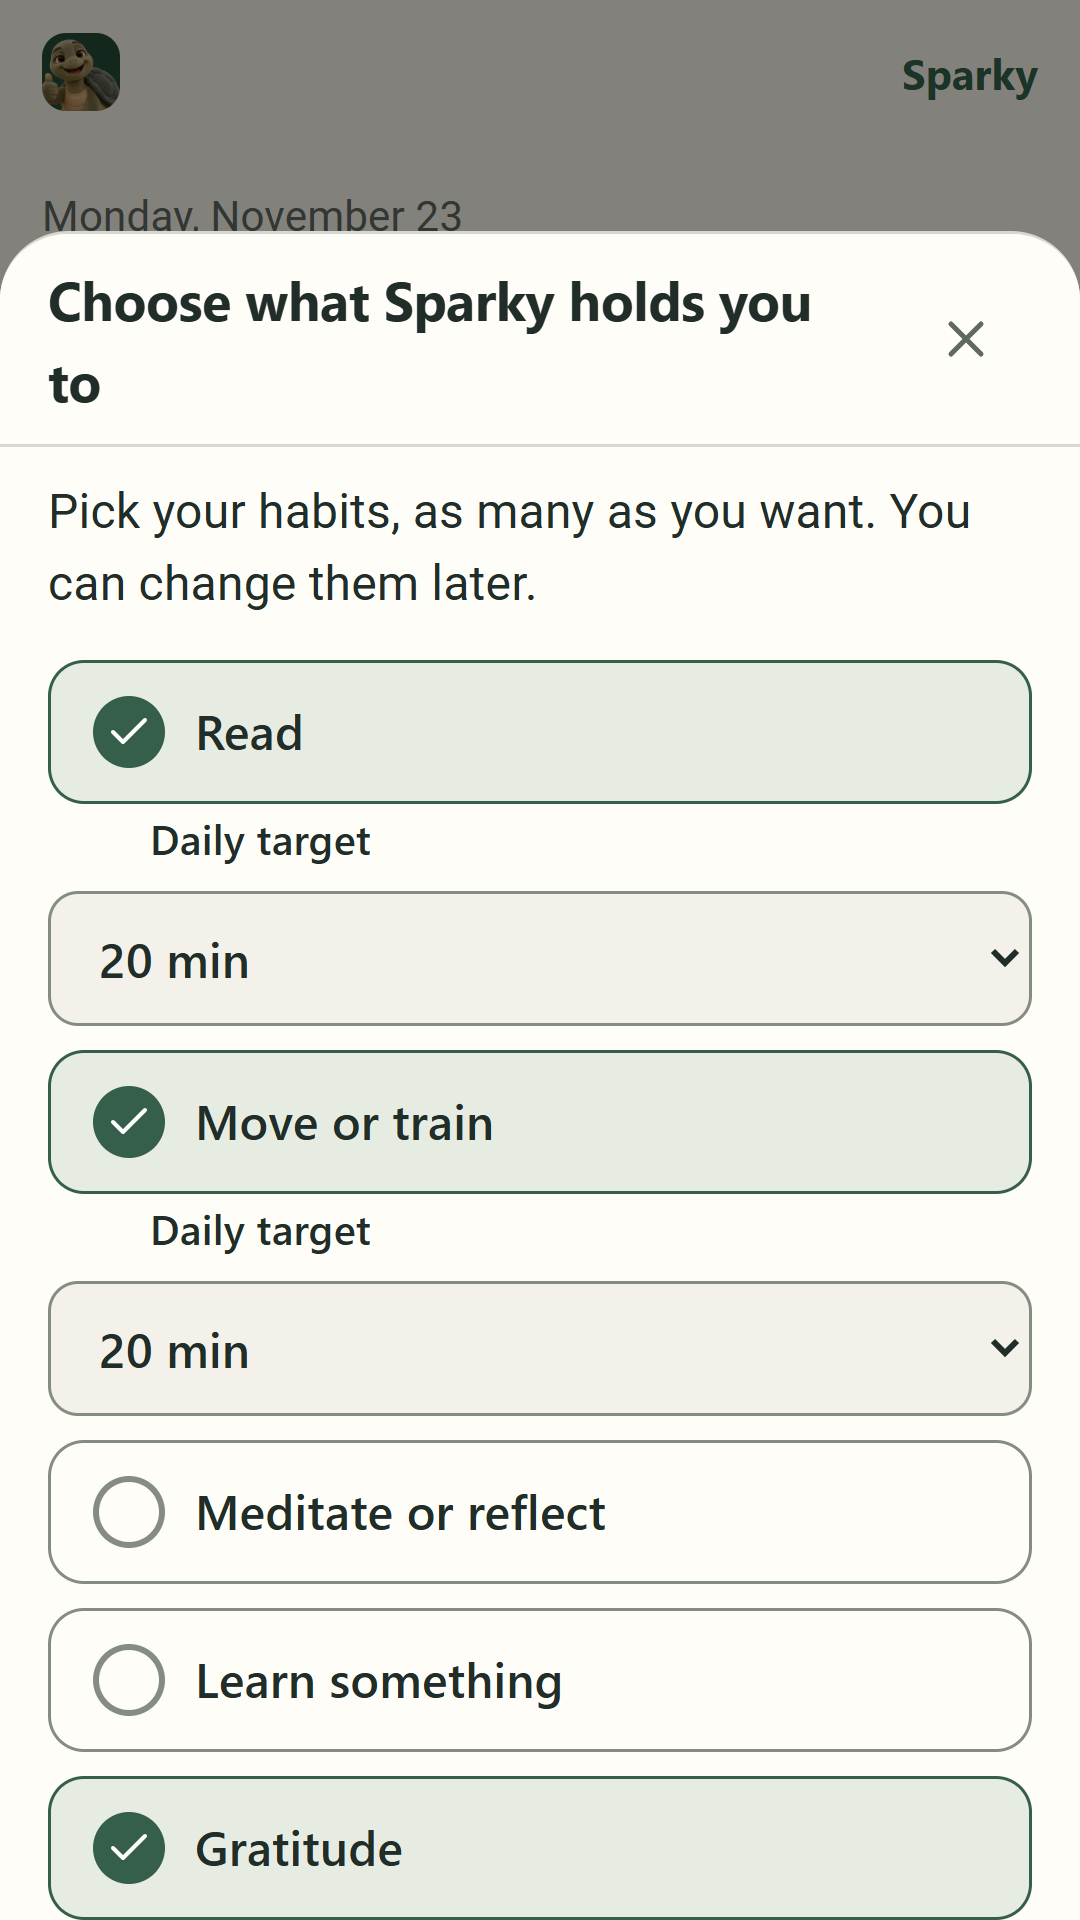 Sparky
Monday, November 23
Choose what Sparky holds you
to
Pick your habits, as many as you want. You
can change them later.
Read
Daily target
20 min
Move or train
Daily target
20 min
Meditate or reflect
Learn something
Gratitude